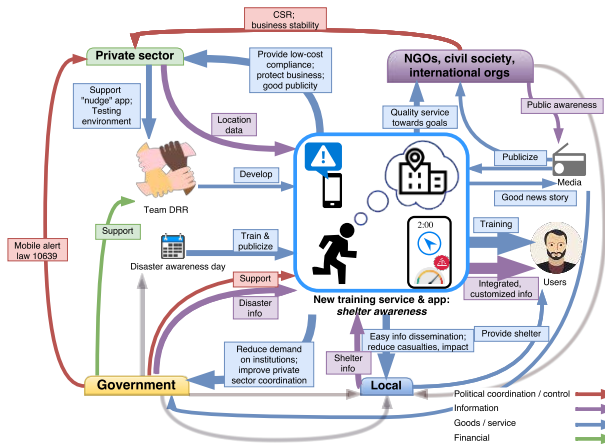 CSR;
business stability
Private sector
NGOs, civil society,
international orgs
Provide low-cost
compliance;
protect business;
good publicity
Support
"nudge" app;
Testing
environment
Location
data
Quality service
towards goals
Public awareness
Publicize
Media
Good news story
Develop
Team DRR
2:00
Support
Train &
publicize
Training
Mobile alert
law 10639
Disaster awareness day
Support
Disaster
info
Integrated,
customized info
Users
New training service & app:
shelter awareness
Easy info dissemination;
reduce casualties, impact
Provide shelter
Reduce demand
on institutions;
improve private
sector coordination
Shelter
info
Government
Local
Political coordination / control
Information
Goods / service
Financial